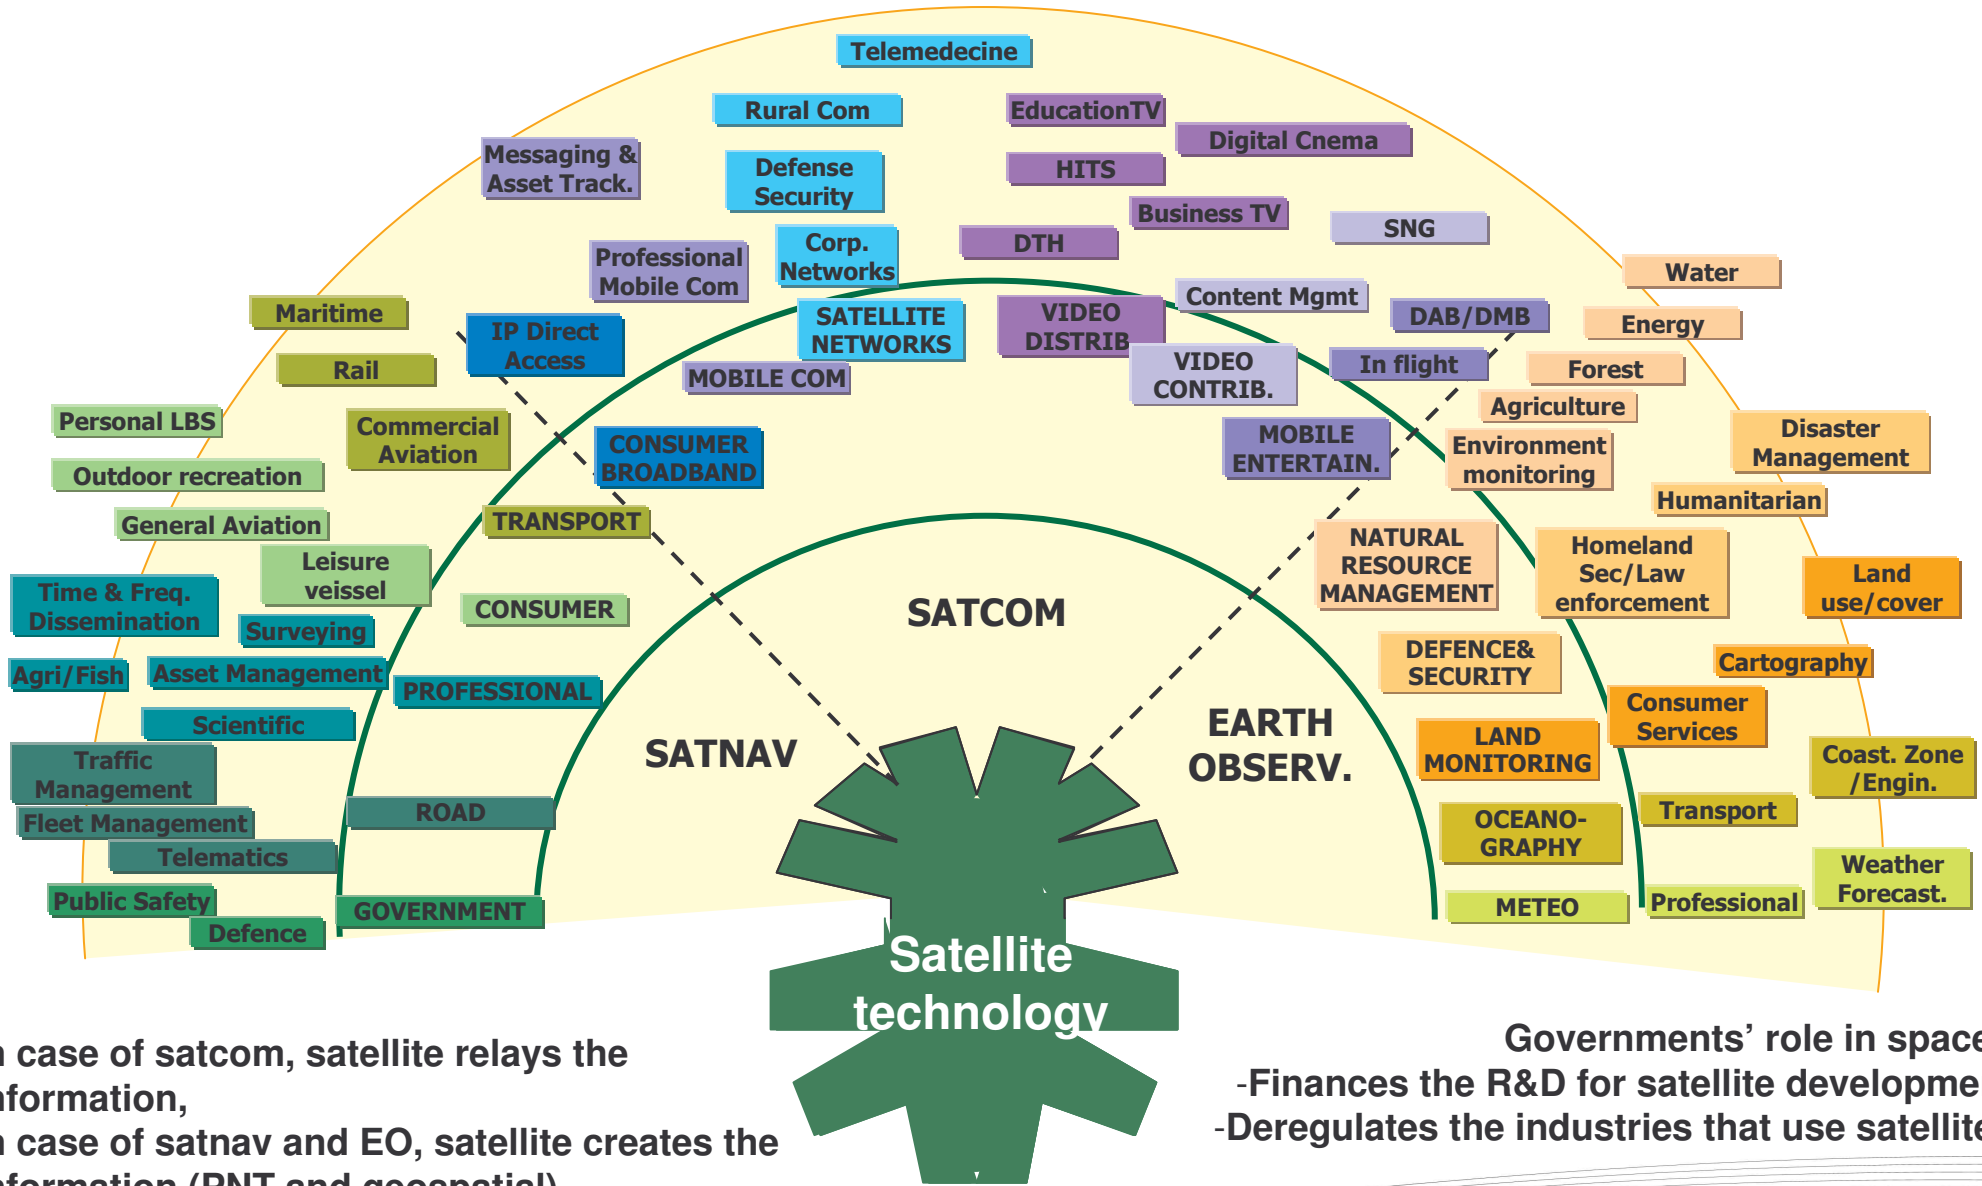 Telemedecine
Rural Com
EducationTV
Digital Cnema
Messaging &
Asset Track.
Defense
Security
HITS
Business TV
SNG
Corp.
Networks
DTH
Professional
Mobile Com
Water
Content Mgmt
Maritime
IP Direct
Access
SATELLITE
NETWORKS
VIDEO
DISTRIB
DAB/DMB
Energy
Rail
MOBILE COM
VIDEO
CONTRIB.
In flight
Forest
Personal LBS
Commercial
Aviation
Agriculture
CONSUMER
BROADBAND
MOBILE
ENTERTAIN.
Environment
monitoring
Disaster
Management
Outdoor recreation
Humanitarian
General Aviation
TRANSPORT
NATURAL
RESOURCE
MANAGEMENT
Homeland
Sec/Law
enforcement
Leisure
veissel
Time & Freq.
Dissemination
CONSUMER
SATCOM
Land
use/cover
Surveying
DEFENCE&
SECURITY
Cartography
Agri/Fish
Asset Management
PROFESSIONAL
Consumer
Services
Scientific
SATNAV
EARTH
OBSERV.
LAND
MONITORING
Traffic
Management
Coast. Zone
/Engin.
ROAD
Fleet Management
OCEANO-
GRAPHY
Transport
Telematics
Public Safety
GOVERNMENT
METEO
Professional
Weather
Forecast.
Defence
Satellite
technology
case of satcom, satellite relays the
nformation,
case of satnav and EO, satellite creates the
nformation (PNT and geospatial)
Governments’ role in space
-Finances the R&D for satellite developme
-Deregulates the industries that use satellite